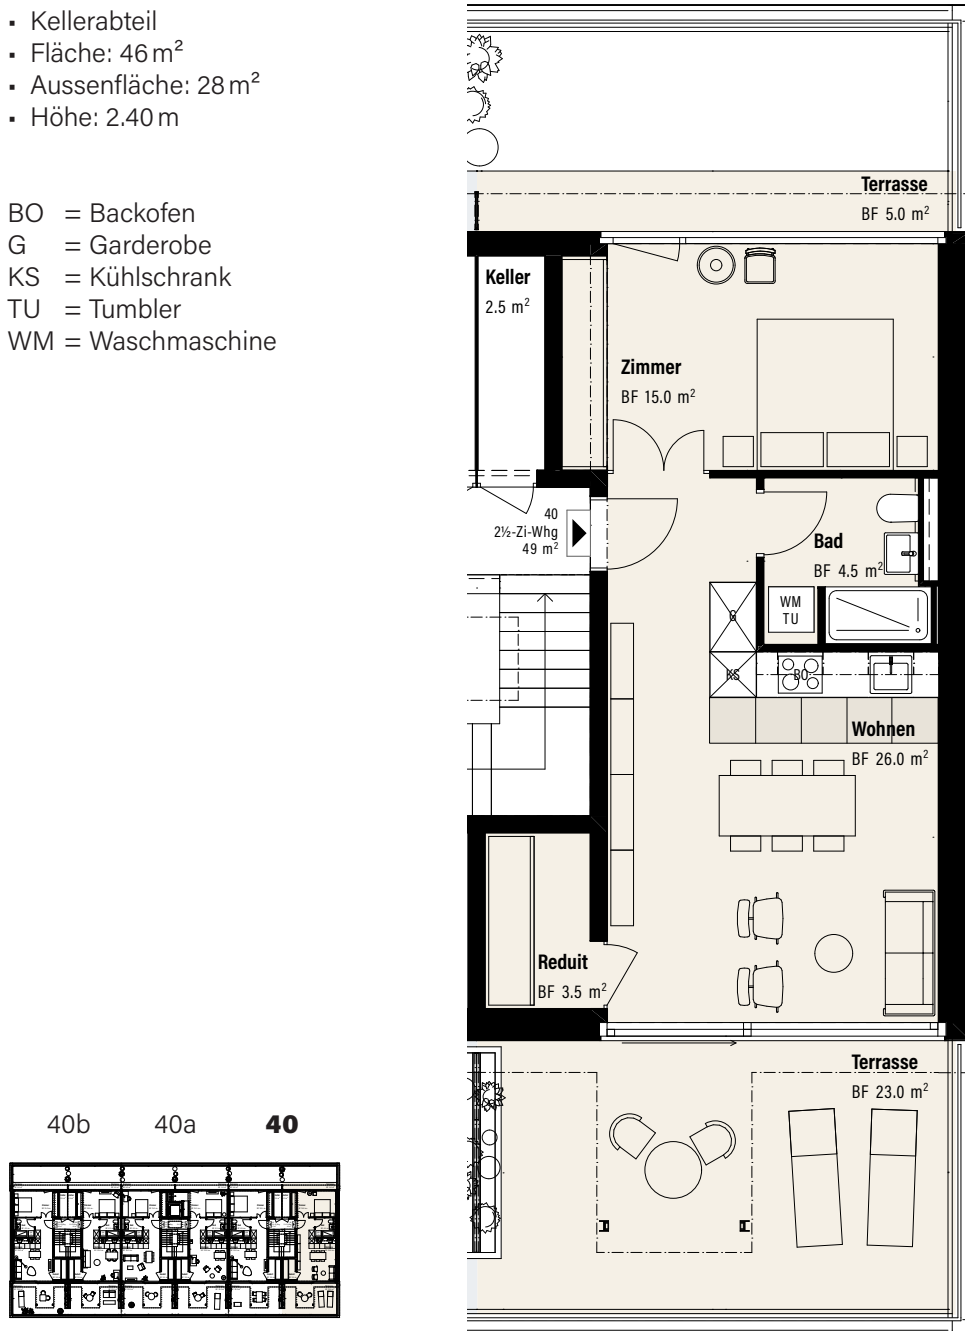 ▪ Kellerabteil
▪ Fläche: 46 m²
▪ Aussenfläche: 28 m²
▪ Höhe: 2.40 m
BO = Backofen
G = Garderobe
KS = Kühlschrank
TU = Tumbler
WM = Waschmaschine
Terrasse
BF 5.0 m²
Keller
2.5 m²
Zimmer
BF 15.0 m²
40
2½-Zi-Whg
49 m²
Bad
BF 4.5 m²
WM
TU
G
KS
BO
Wohnen
BF 26.0 m²
Reduit
BF 3.5 m²
Terrasse
BF 23.0 m²
40b 40a 40